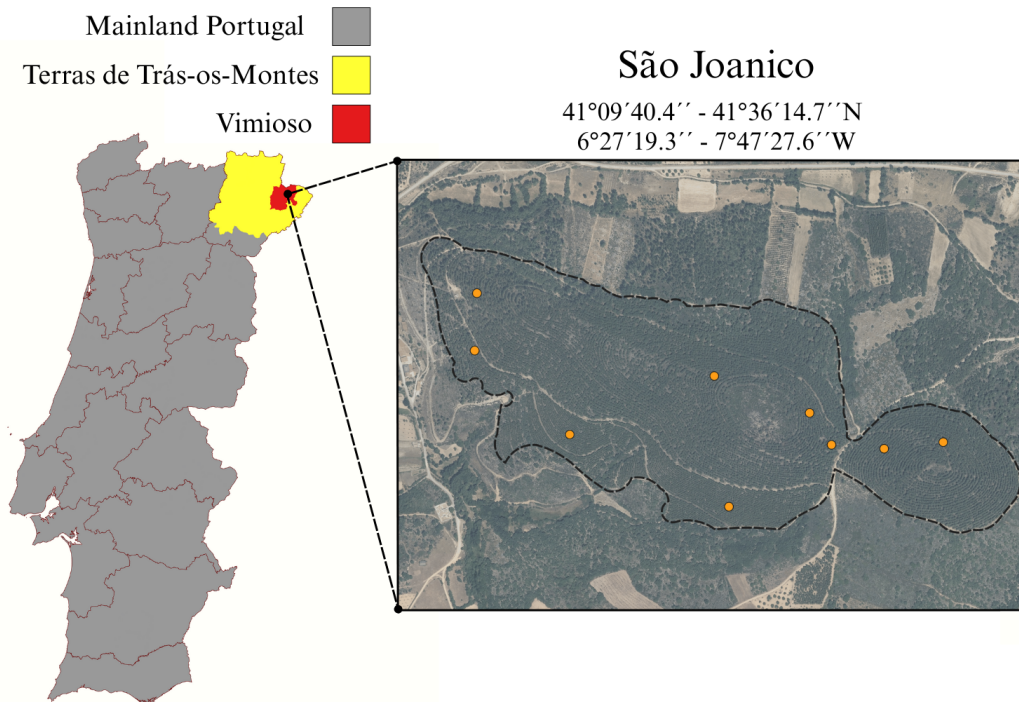 Mainland Portugal
Terras de Trás-os-Montes
Vimioso
São Joanico
41°09´40.4´´ - 41°36´14.7´´N
6°27´19.3´´ - 7°47´27.6´´W